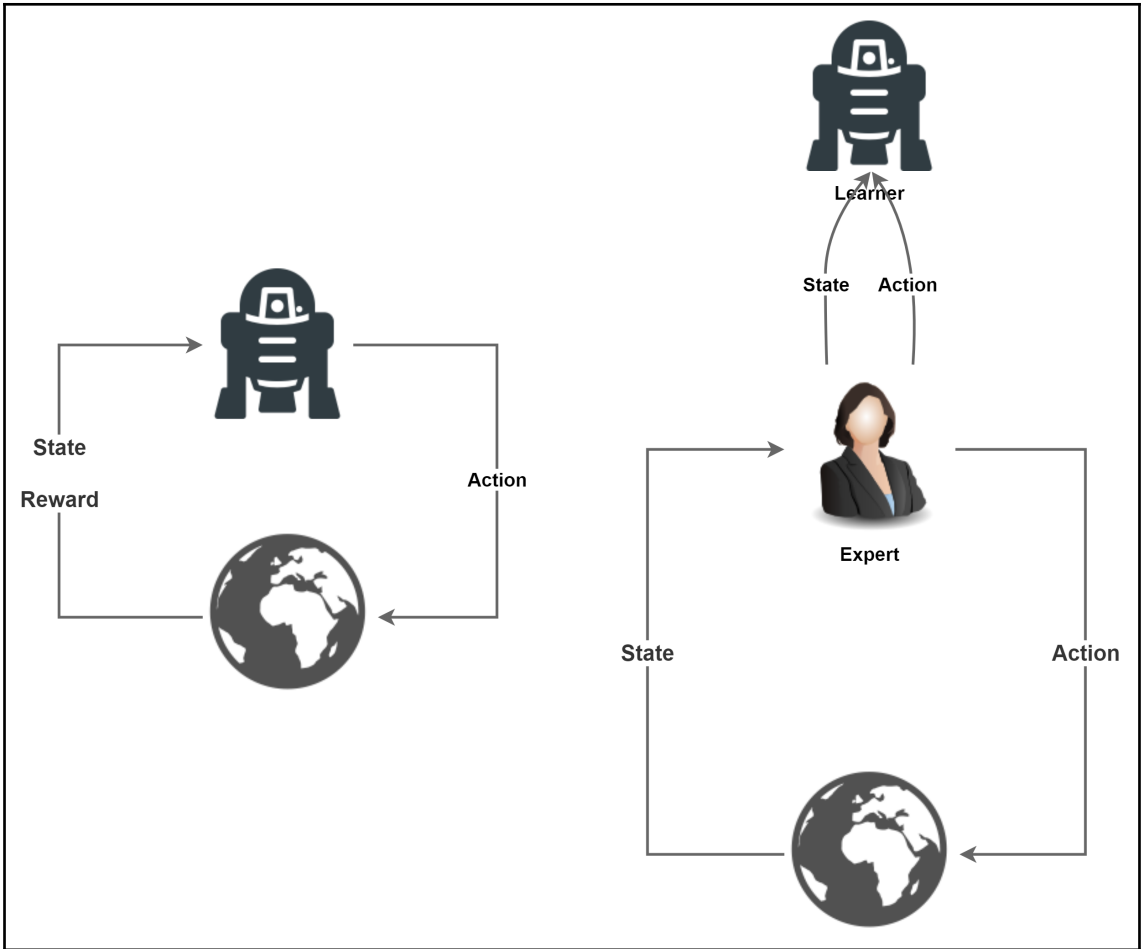 State
Reward
Action
Learner
State
Action
Expert
State
Action